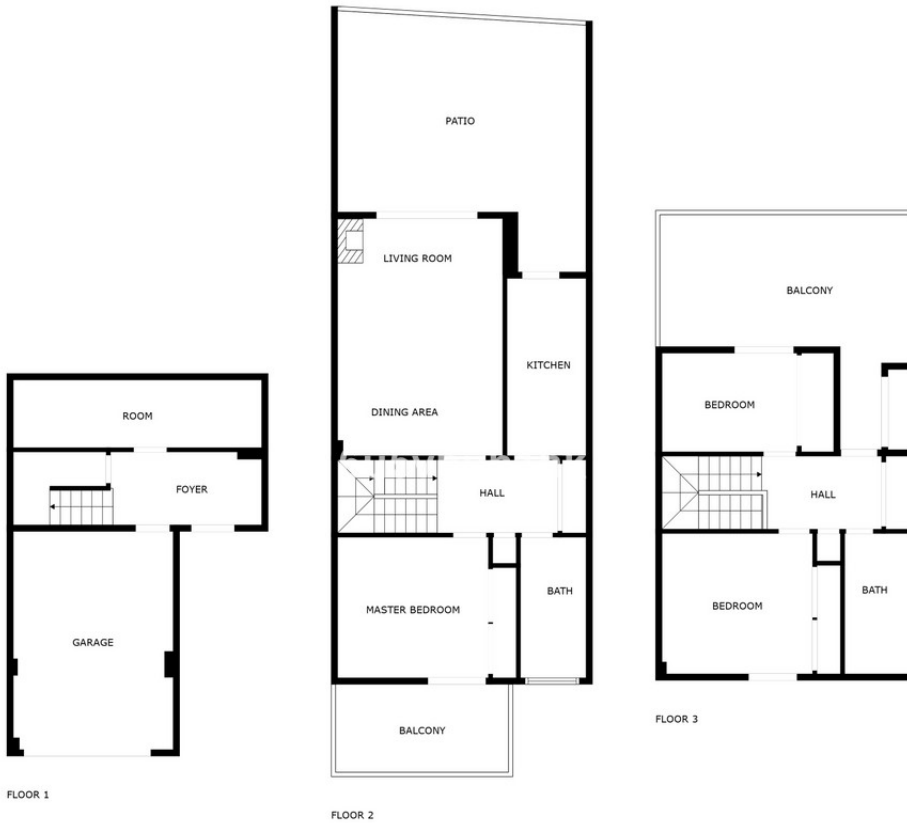 ROOM
FOYER
GARAGE
FLOOR 1
PATIO
LIVING ROOM
KITCHEN
DINING AREA
HALL
MASTER BEDROOM
BATH
BALCONY
FLOOR 2
BALCONY
BEDROOM
HALL
BEDROOM
BATH
FLOOR 3